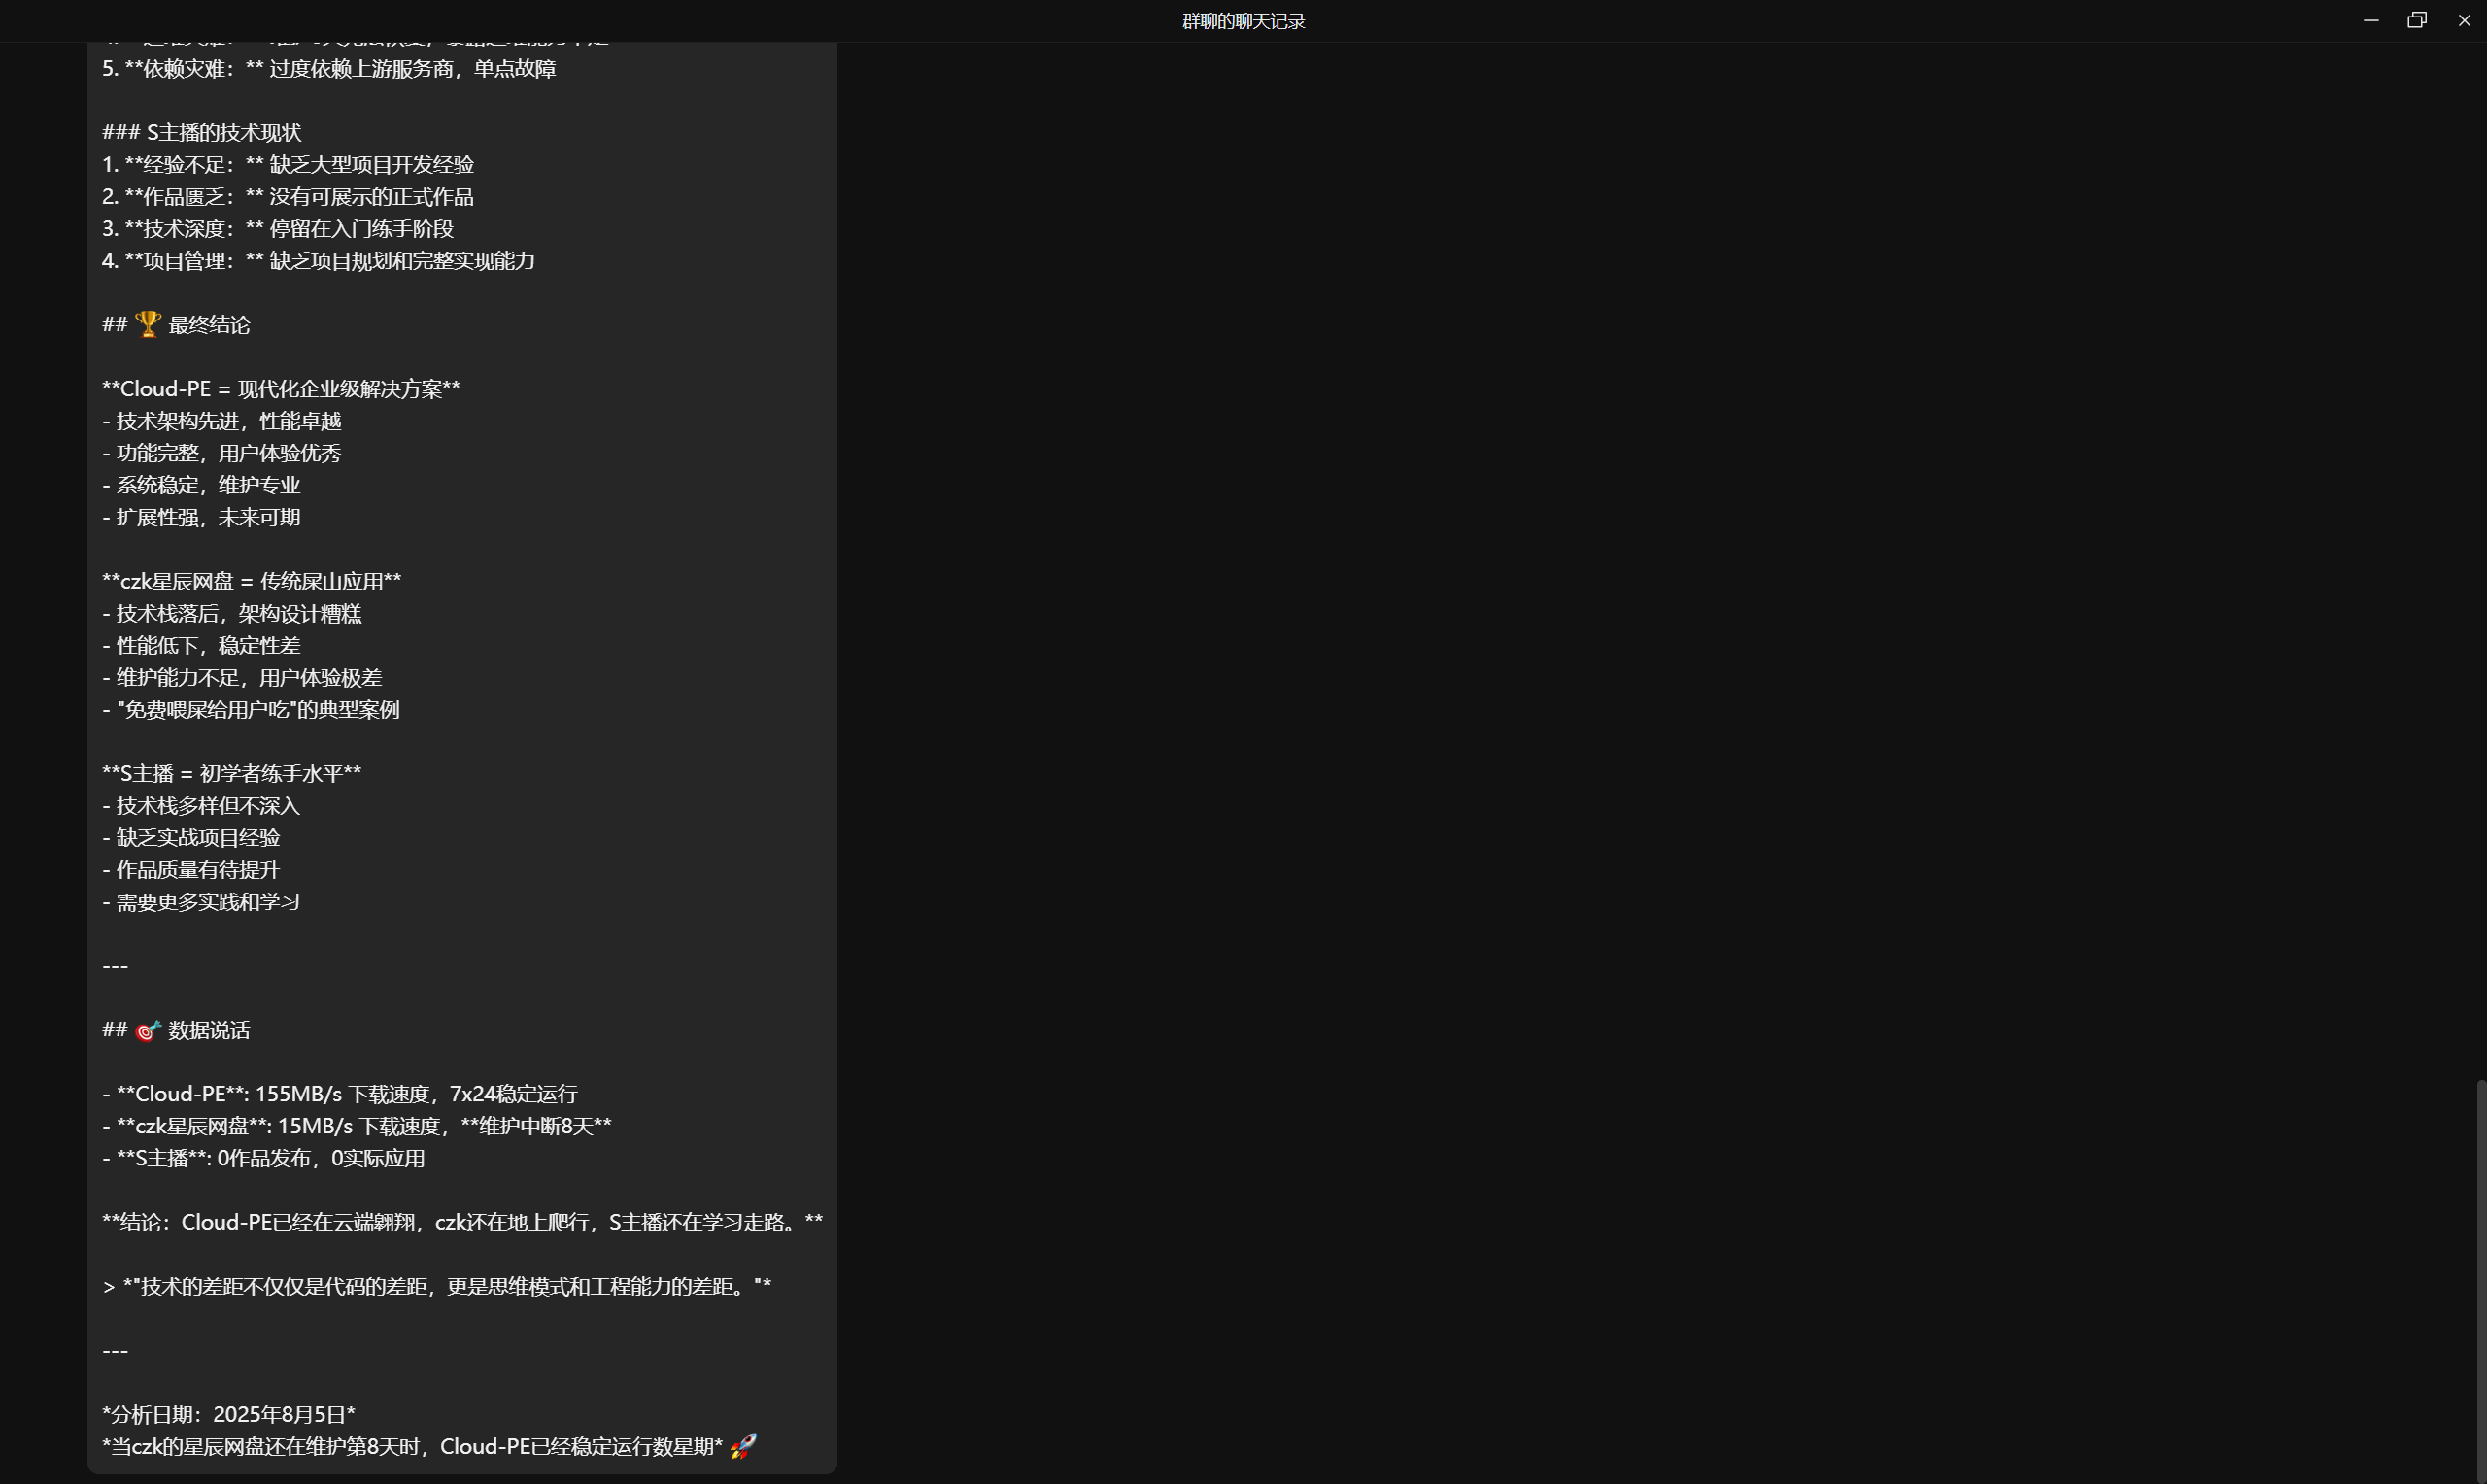 群聊的聊天记录
5. **依赖灾难：** 过度依赖上游服务商，单点故障
### S主播的技术现状
1. **经验不足：** 缺乏大型项目开发经验
2. **作品匮乏：** 没有可展示的正式作品
3. **技术深度：** 停留在入门练手阶段
4. **项目管理：** 缺乏项目规划和完整实现能力
## 🏆 最终结论
**Cloud-PE = 现代化企业级解决方案**
- 技术架构先进，性能卓越
- 功能完整，用户体验优秀
- 系统稳定，维护专业
- 扩展性强，未来可期
**czk星辰网盘 = 传统屎山应用**
- 技术栈落后，架构设计糟糕
- 性能低下，稳定性差
- 维护能力不足，用户体验极差
- "免费喂屎给用户吃"的典型案例
**S主播 = 初学者练手水平**
- 技术栈多样但不深入
- 缺乏实战项目经验
- 作品质量有待提升
- 需要更多实践和学习
---
## 🎯 数据说话
- **Cloud-PE**: 155MB/s 下载速度，7x24稳定运行
- **czk星辰网盘**: 15MB/s 下载速度，**维护中断8天**
- **S主播**: 0作品发布，0实际应用
**结论：Cloud-PE已经在云端翱翔，czk还在地上爬行，S主播还在学习走路。**
> *"技术的差距不仅仅是代码的差距，更是思维模式和工程能力的差距。"*
---
*分析日期：2025年8月5日*
*当czk的星辰网盘还在维护第8天时，Cloud-PE已经稳定运行数星期* 🚀